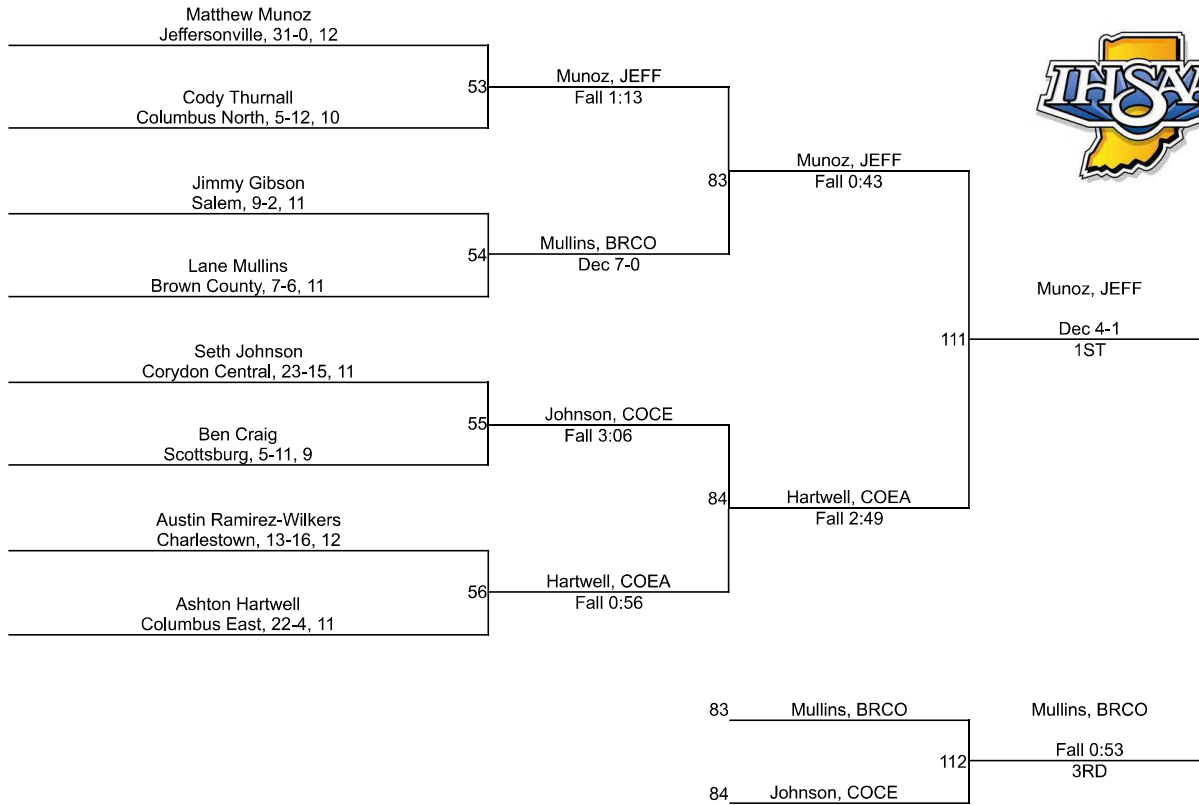 Matthew Munoz
Jeffersonville, 31-0, 12
53
Cody Thurnall
Columbus North, 5-12, 10
Munoz, JEFF
Fall 1:13
83
Jimmy Gibson
Salem, 9-2, 11
54
Lane Mullins
Brown County, 7-6, 11
Mullins, BRCO
Dec 7-0
Munoz, JEFF
Fall 0:43
111
Seth Johnson
Corydon Central, 23-15, 11
55
Ben Craig
Scottsburg, 5-11, 9
Johnson, COCE
Fall 3:06
84
Austin Ramirez-Wilkers
Charlestown, 13-16, 12
56
Ashton Hartwell
Columbus East, 22-4, 11
Hartwell, COEA
Fall 0:56
Hartwell, COEA
Fall 2:49
IHSAA
Munoz, JEFF
Dec 4-1
1ST
83
Mullins, BRCO
112
84
Johnson, COCE
Mullins, BRCO
Fall 0:53
3RD